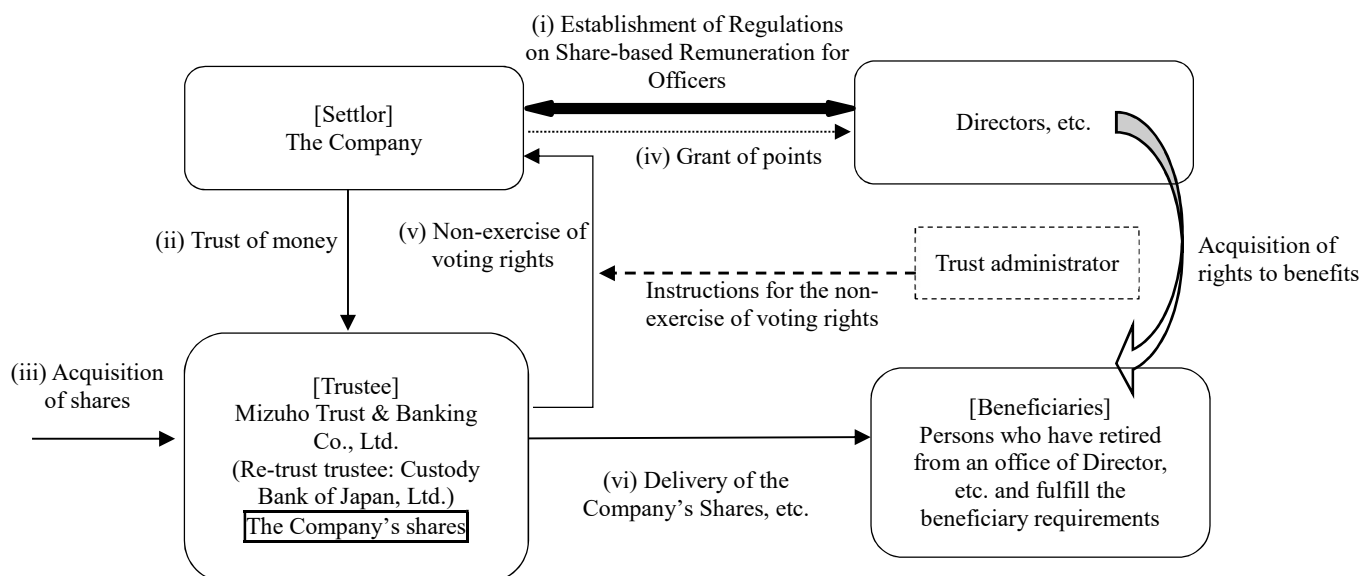 (i) Establishment of Regulations
on Share-based Remuneration for
Officers
[Settlor]
The Company
Directors, etc.
(iv) Grant of points
(ii) Trust of money
(v) Non-exercise of
voting rights
Trust administrator
Acquisition of
rights to benefits
Instructions for the non-
exercise of voting rights
(iii) Acquisition
of shares
[Trustee]
Mizuho Trust & Banking
Co., Ltd.
(Re-trust trustee: Custody
Bank of Japan, Ltd.)
The Company’s shares
(vi) Delivery of the
Company’s Shares, etc.
[Beneficiaries]
Persons who have retired
from an office of Director,
etc. and fulfill the
beneficiary requirements